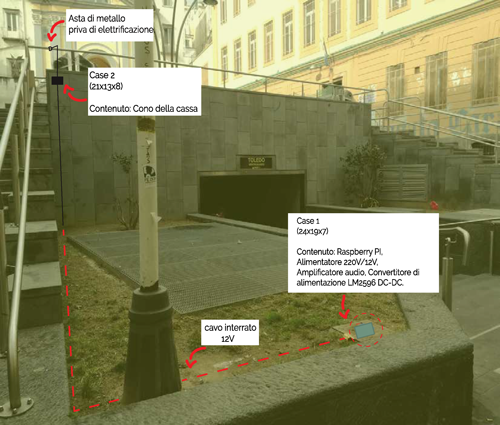 Asta di metallo
priva di elettrificazione
Case 2
(21x13x8)
Contenuto: Cono della cassa
TOLEDO
Case 1
(24x19x7)
Contenuto: Raspberry PI,
Alimentatore 220V/12V,
Amplificatore audio, Convertitore di
alimentazione LM2596 DC-DC.
cavo interrato
12V